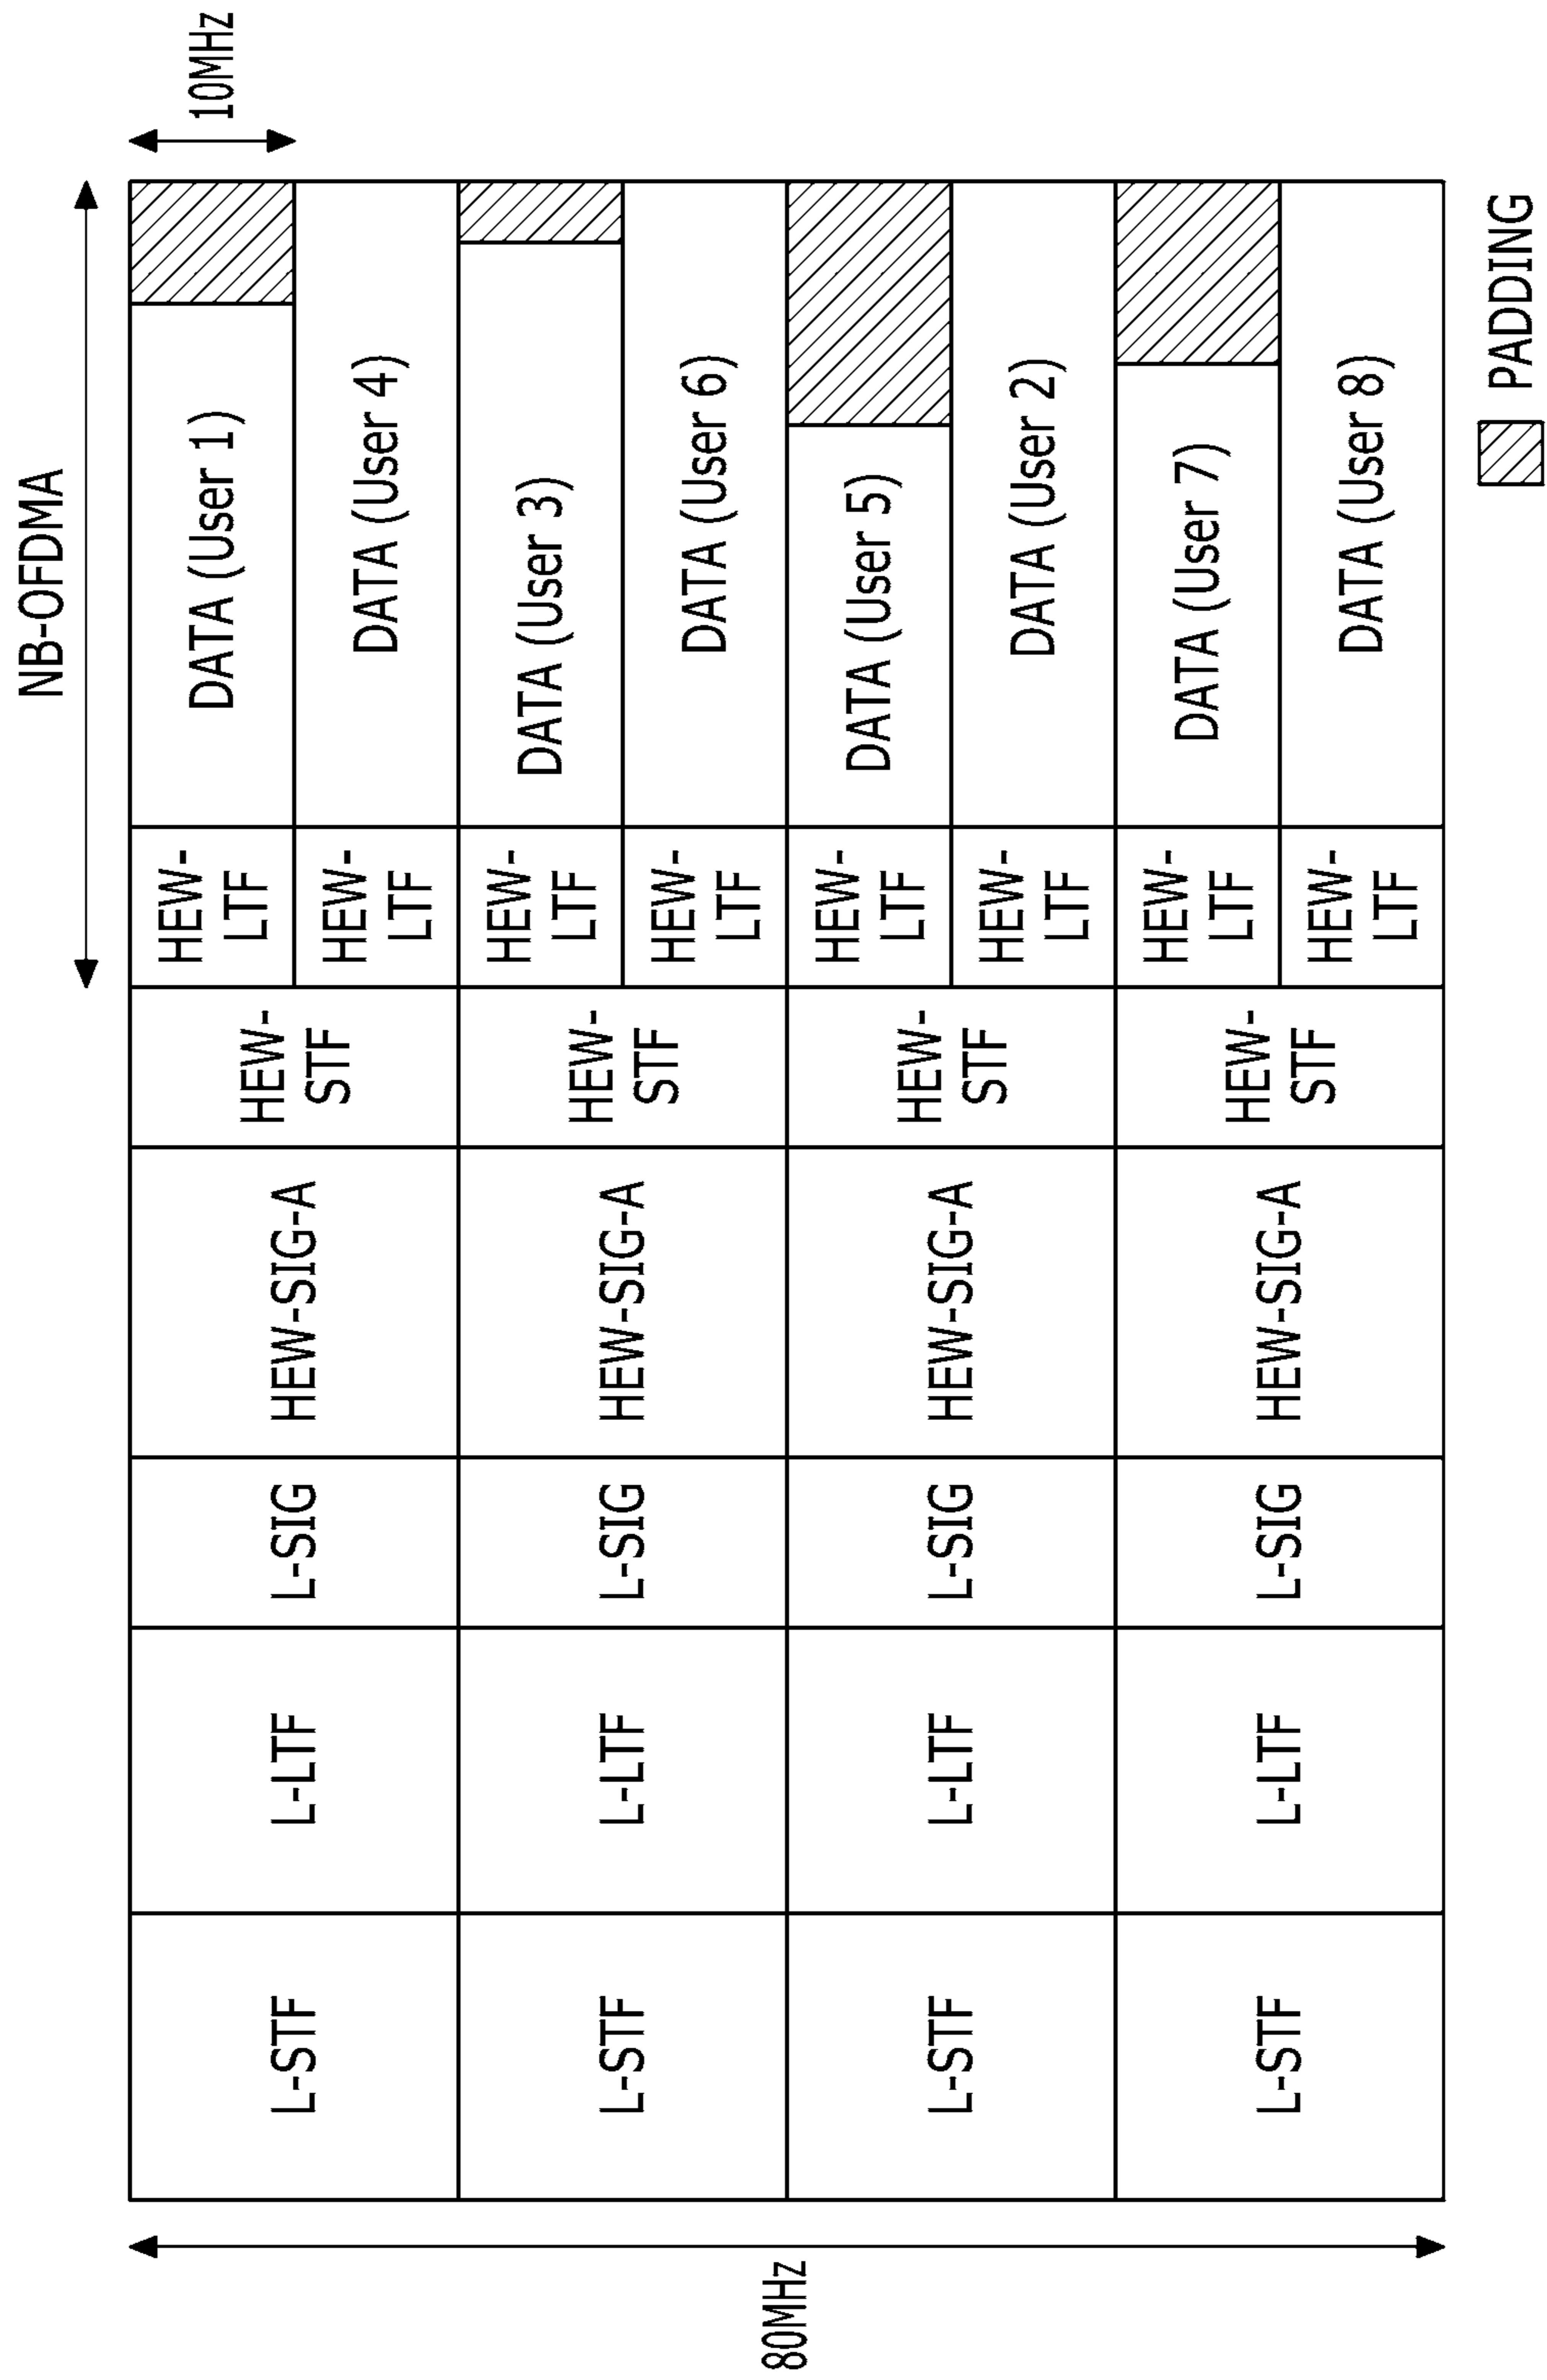 NB-OFDMA
10MHz
80MHz
L-STF
L-LTF
L-SIG
HEW-SIG-A
HEW-
STF
HEW-
LTF
DATA (User 1)
HEW-
LTF
DATA (User 4)
L-STF
L-LTF
L-SIG
HEW-SIG-A
HEW-
STF
HEW-
LTF
DATA (User 3)
HEW-
LTF
DATA (User 6)
L-STF
L-LTF
L-SIG
HEW-SIG-A
HEW-
STF
HEW-
LTF
DATA (User 5)
HEW-
LTF
DATA (User 2)
L-STF
L-LTF
L-SIG
HEW-SIG-A
HEW-
STF
HEW-
LTF
DATA (User 7)
HEW-
LTF
DATA (User 8)
PADDING